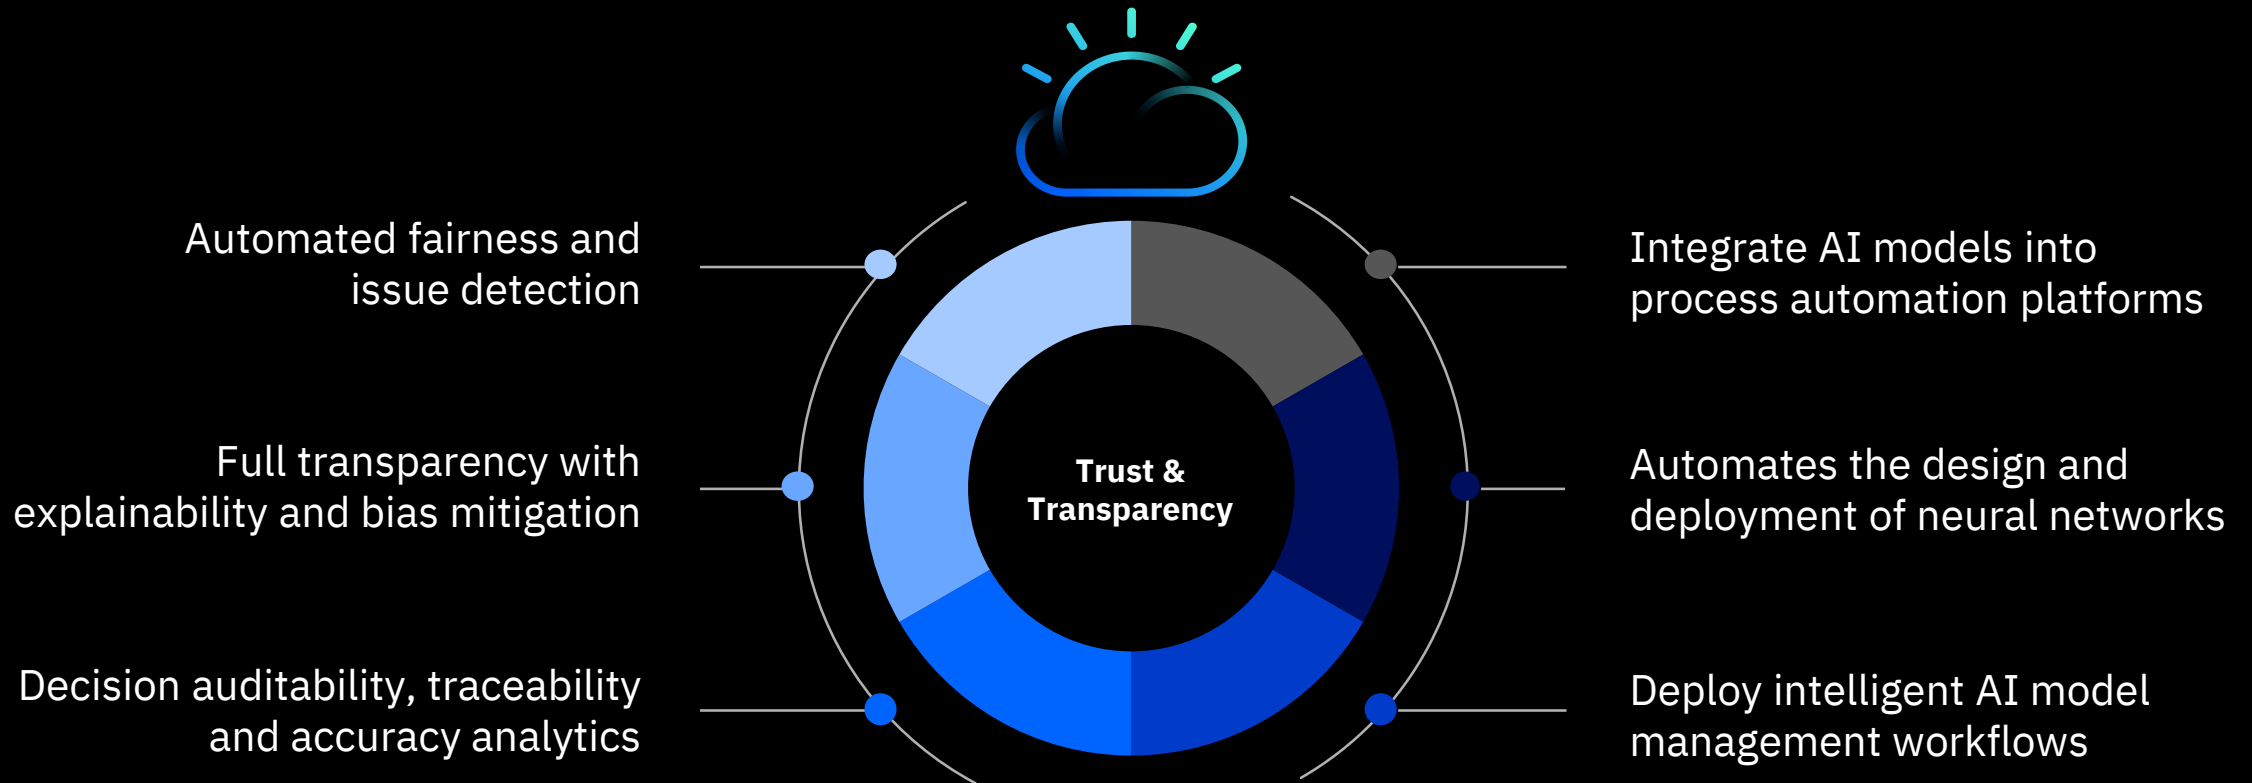 Automated fairness and
issue detection
Full transparency with
explainability and bias mitigation
Decision auditability, traceability
and accuracy analytics
Trust &
Transparency
Integrate AI models into
process automation platforms
Automates the design and
deployment of neural networks
Deploy intelligent AI model
management workflows